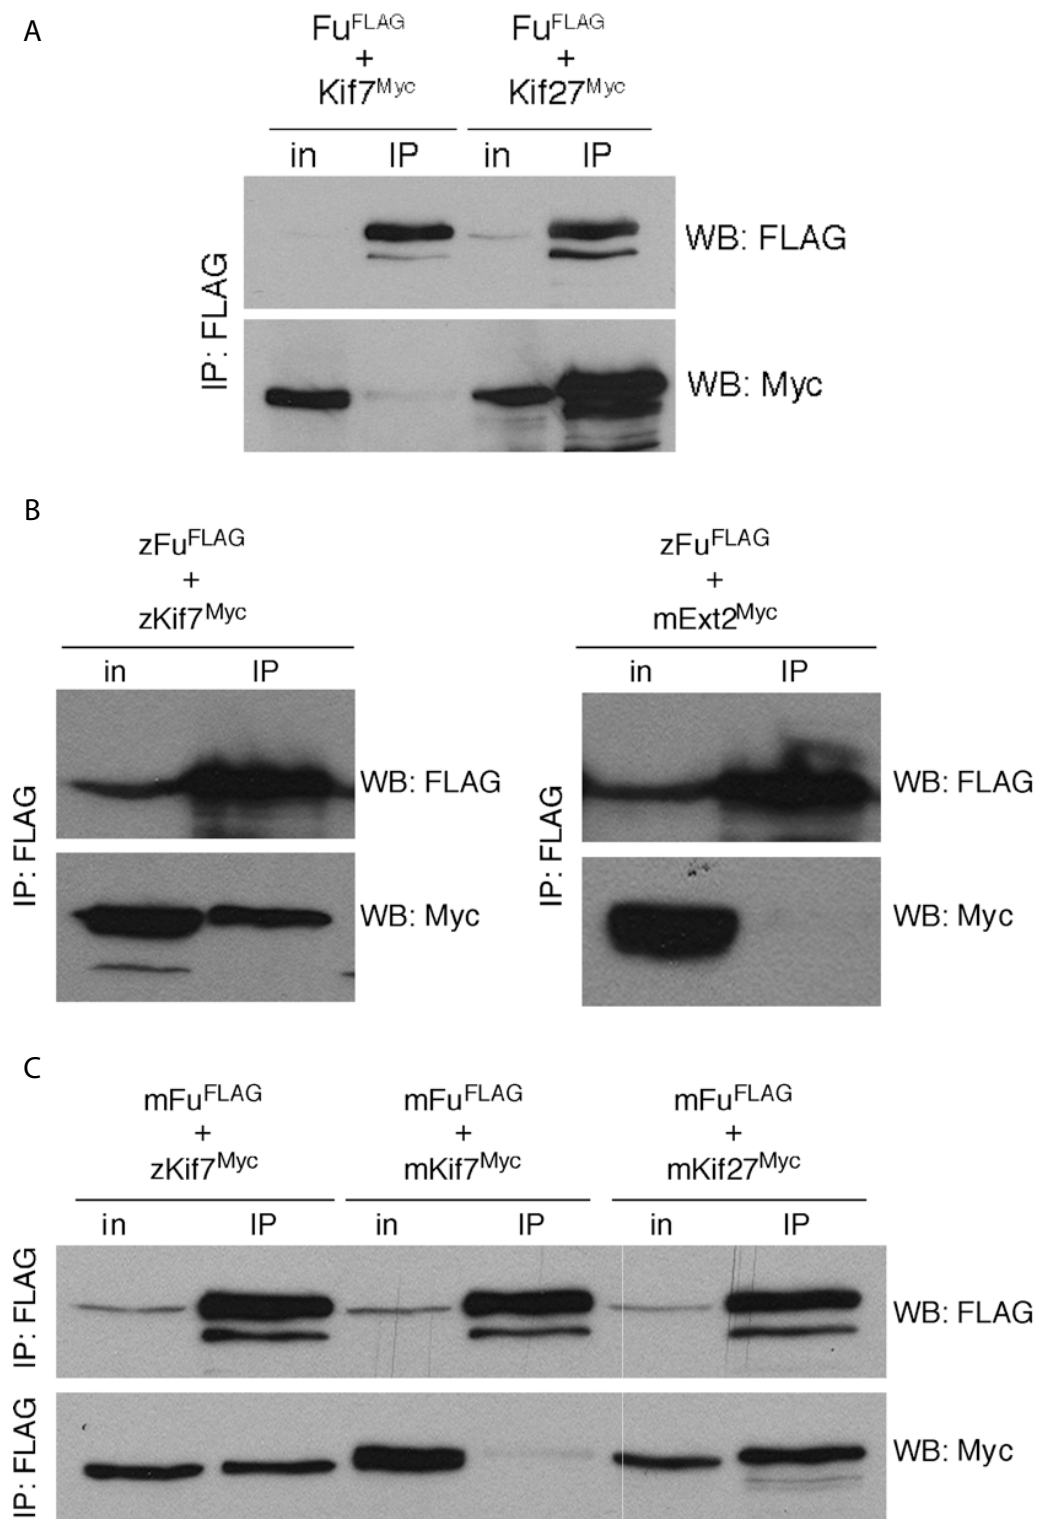 A
Fu^FLAG Fu^FLAG
+ +
Kif7^Myc Kif27^Myc
in IP in IP
IP: FLAG
WB: FLAG
WB: Myc
B
zFu^FLAG zFu^FLAG
+ +
zKif7^Myc mExt2^Myc
in IP in IP
IP: FLAG
WB: FLAG
WB: Myc
IP: FLAG
WB: FLAG
WB: Myc
C
mFu^FLAG mFu^FLAG mFu^FLAG
+ + +
zKif7^Myc mKif7^Myc mKif27^Myc
in IP in IP in IP
IP: FLAG
WB: FLAG
IP: FLAG
WB: Myc